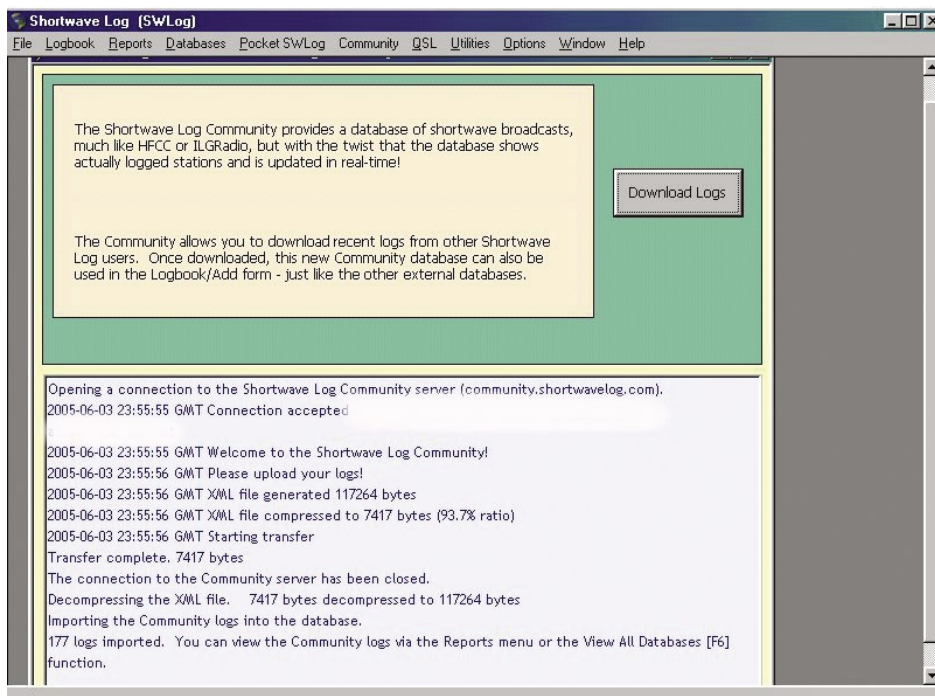 Shortwave Log (SWLog)
File Logbook Reports Databases Pocket SWLog Community QSL Utilities Options Window Help
The Shortwave Log Community provides a database of shortwave broadcasts,
much like HFCC or ILGRadio, but with the twist that the database shows
actually logged stations and is updated in real-time!
Download Logs
The Community allows you to download recent logs from other Shortwave
Log users. Once downloaded, this new Community database can also be
used in the Logbook/Add form - just like the other external databases.
Opening a connection to the Shortwave Log Community server (community.shortwavelog.com).
2005-06-03 23:55:55 GMT Connection accepted
2005-06-03 23:55:55 GMT Welcome to the Shortwave Log Community!
2005-06-03 23:55:56 GMT Please upload your logs!
2005-06-03 23:55:56 GMT XML file generated 117264 bytes
2005-06-03 23:55:56 GMT XML file compressed to 7417 bytes (93.7% ratio)
2005-06-03 23:55:56 GMT Starting transfer
Transfer complete. 7417 bytes
The connection to the Community server has been closed.
Decompressing the XML file. 7417 bytes decompressed to 117264 bytes
Importing the Community logs into the database.
177 logs imported. You can view the Community logs via the Reports menu or the View All Databases [F6]
function.